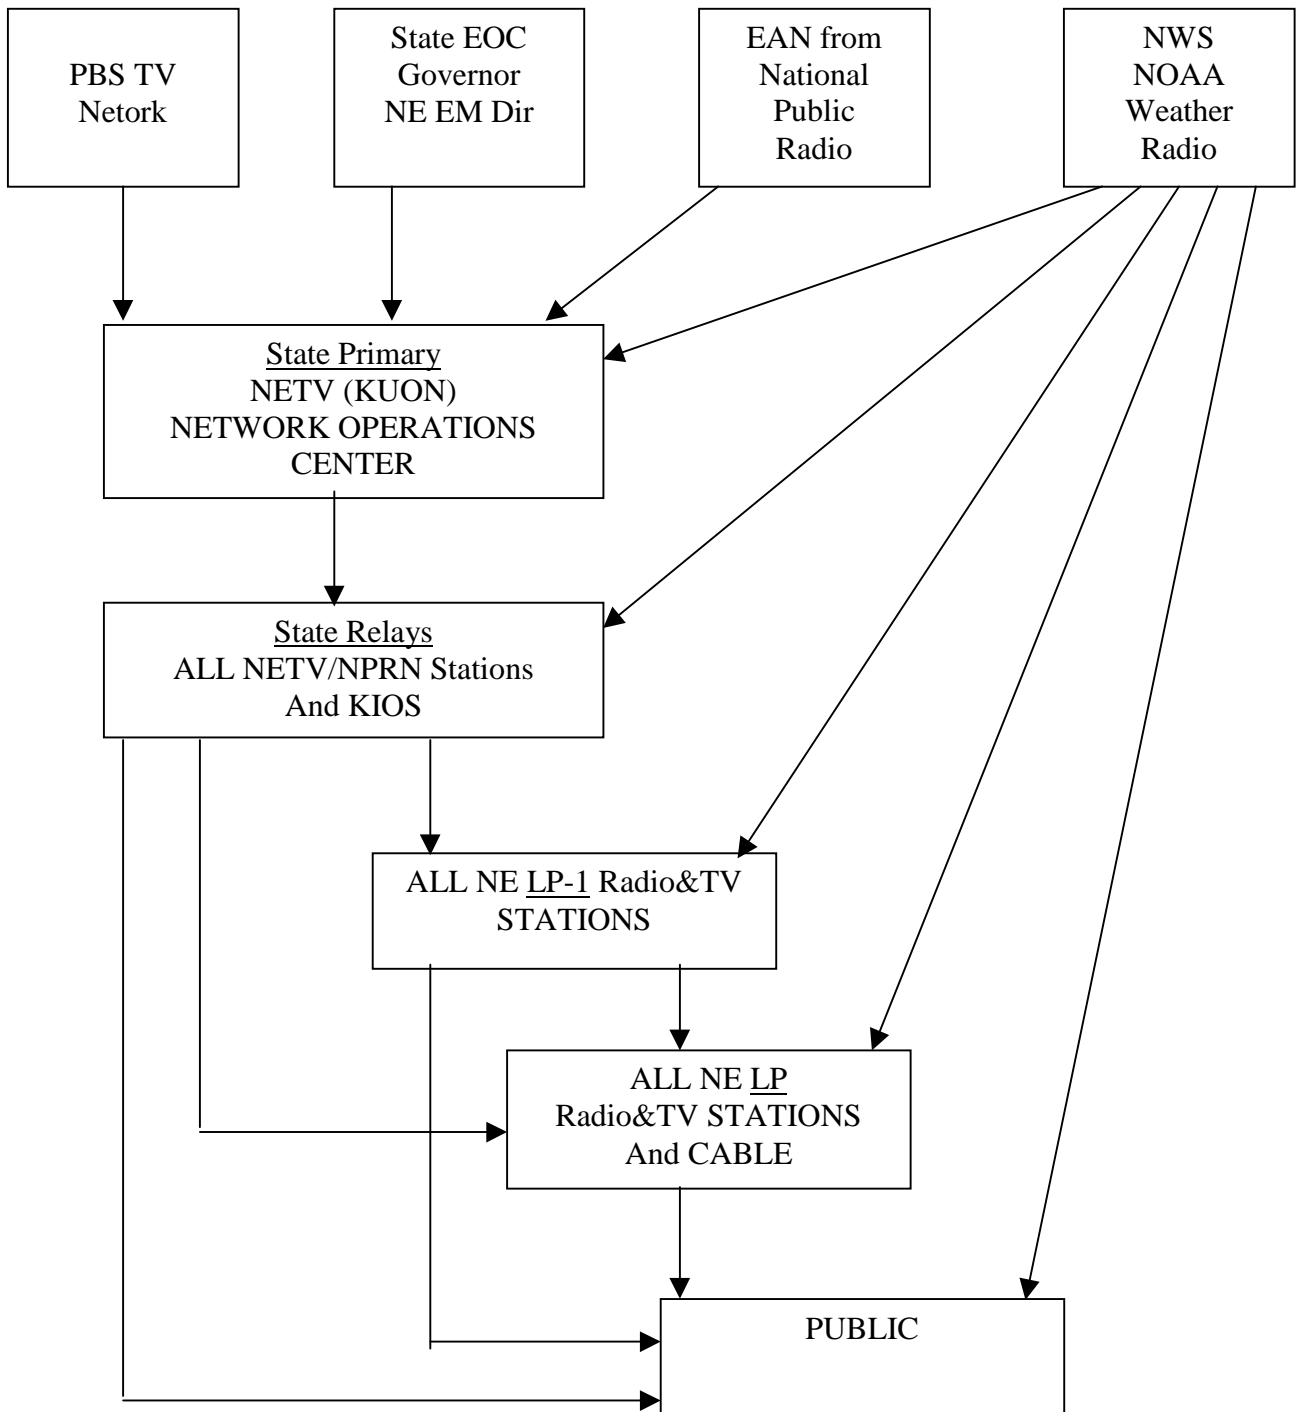 PBS TV
Netork
State EOC
Governor
NE EM Dir
EAN from
National
Public
Radio
NWS
NOAA
Weather
Radio
State Primary
NETV (KUON)
NETWORK OPERATIONS
CENTER
State Relays
ALL NETV/NPRN Stations
And KIOS
ALL NE LP-1 Radio&TV
STATIONS
ALL NE LP
Radio&TV STATIONS
And CABLE
PUBLIC